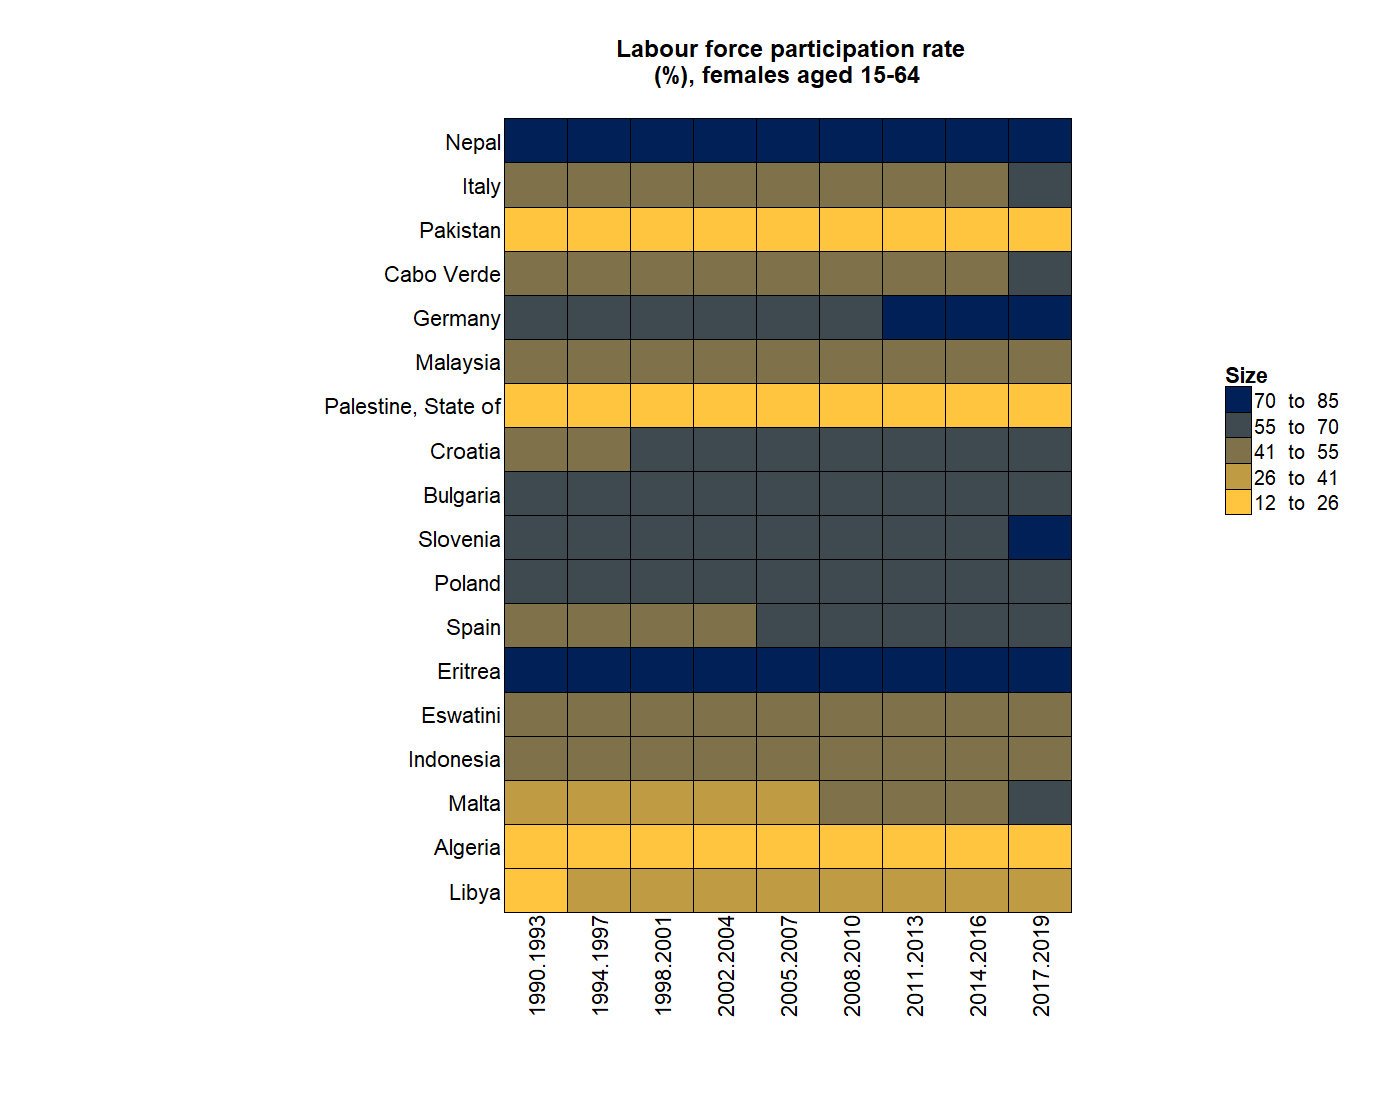 Labour force participation rate
(%), females aged 15-64
Nepal
Italy
Pakistan
Cabo Verde
Germany
Malaysia
Palestine, State of
Croatia
Bulgaria
Slovenia
Poland
Spain
Eritrea
Eswatini
Indonesia
Malta
Algeria
Libya
1990.1993
1994.1997
1998.2001
2002.2004
2005.2007
2008.2010
2011.2013
2014.2016
2017.2019
Size
70 to 85
55 to 70
41 to 55
26 to 41
12 to 26